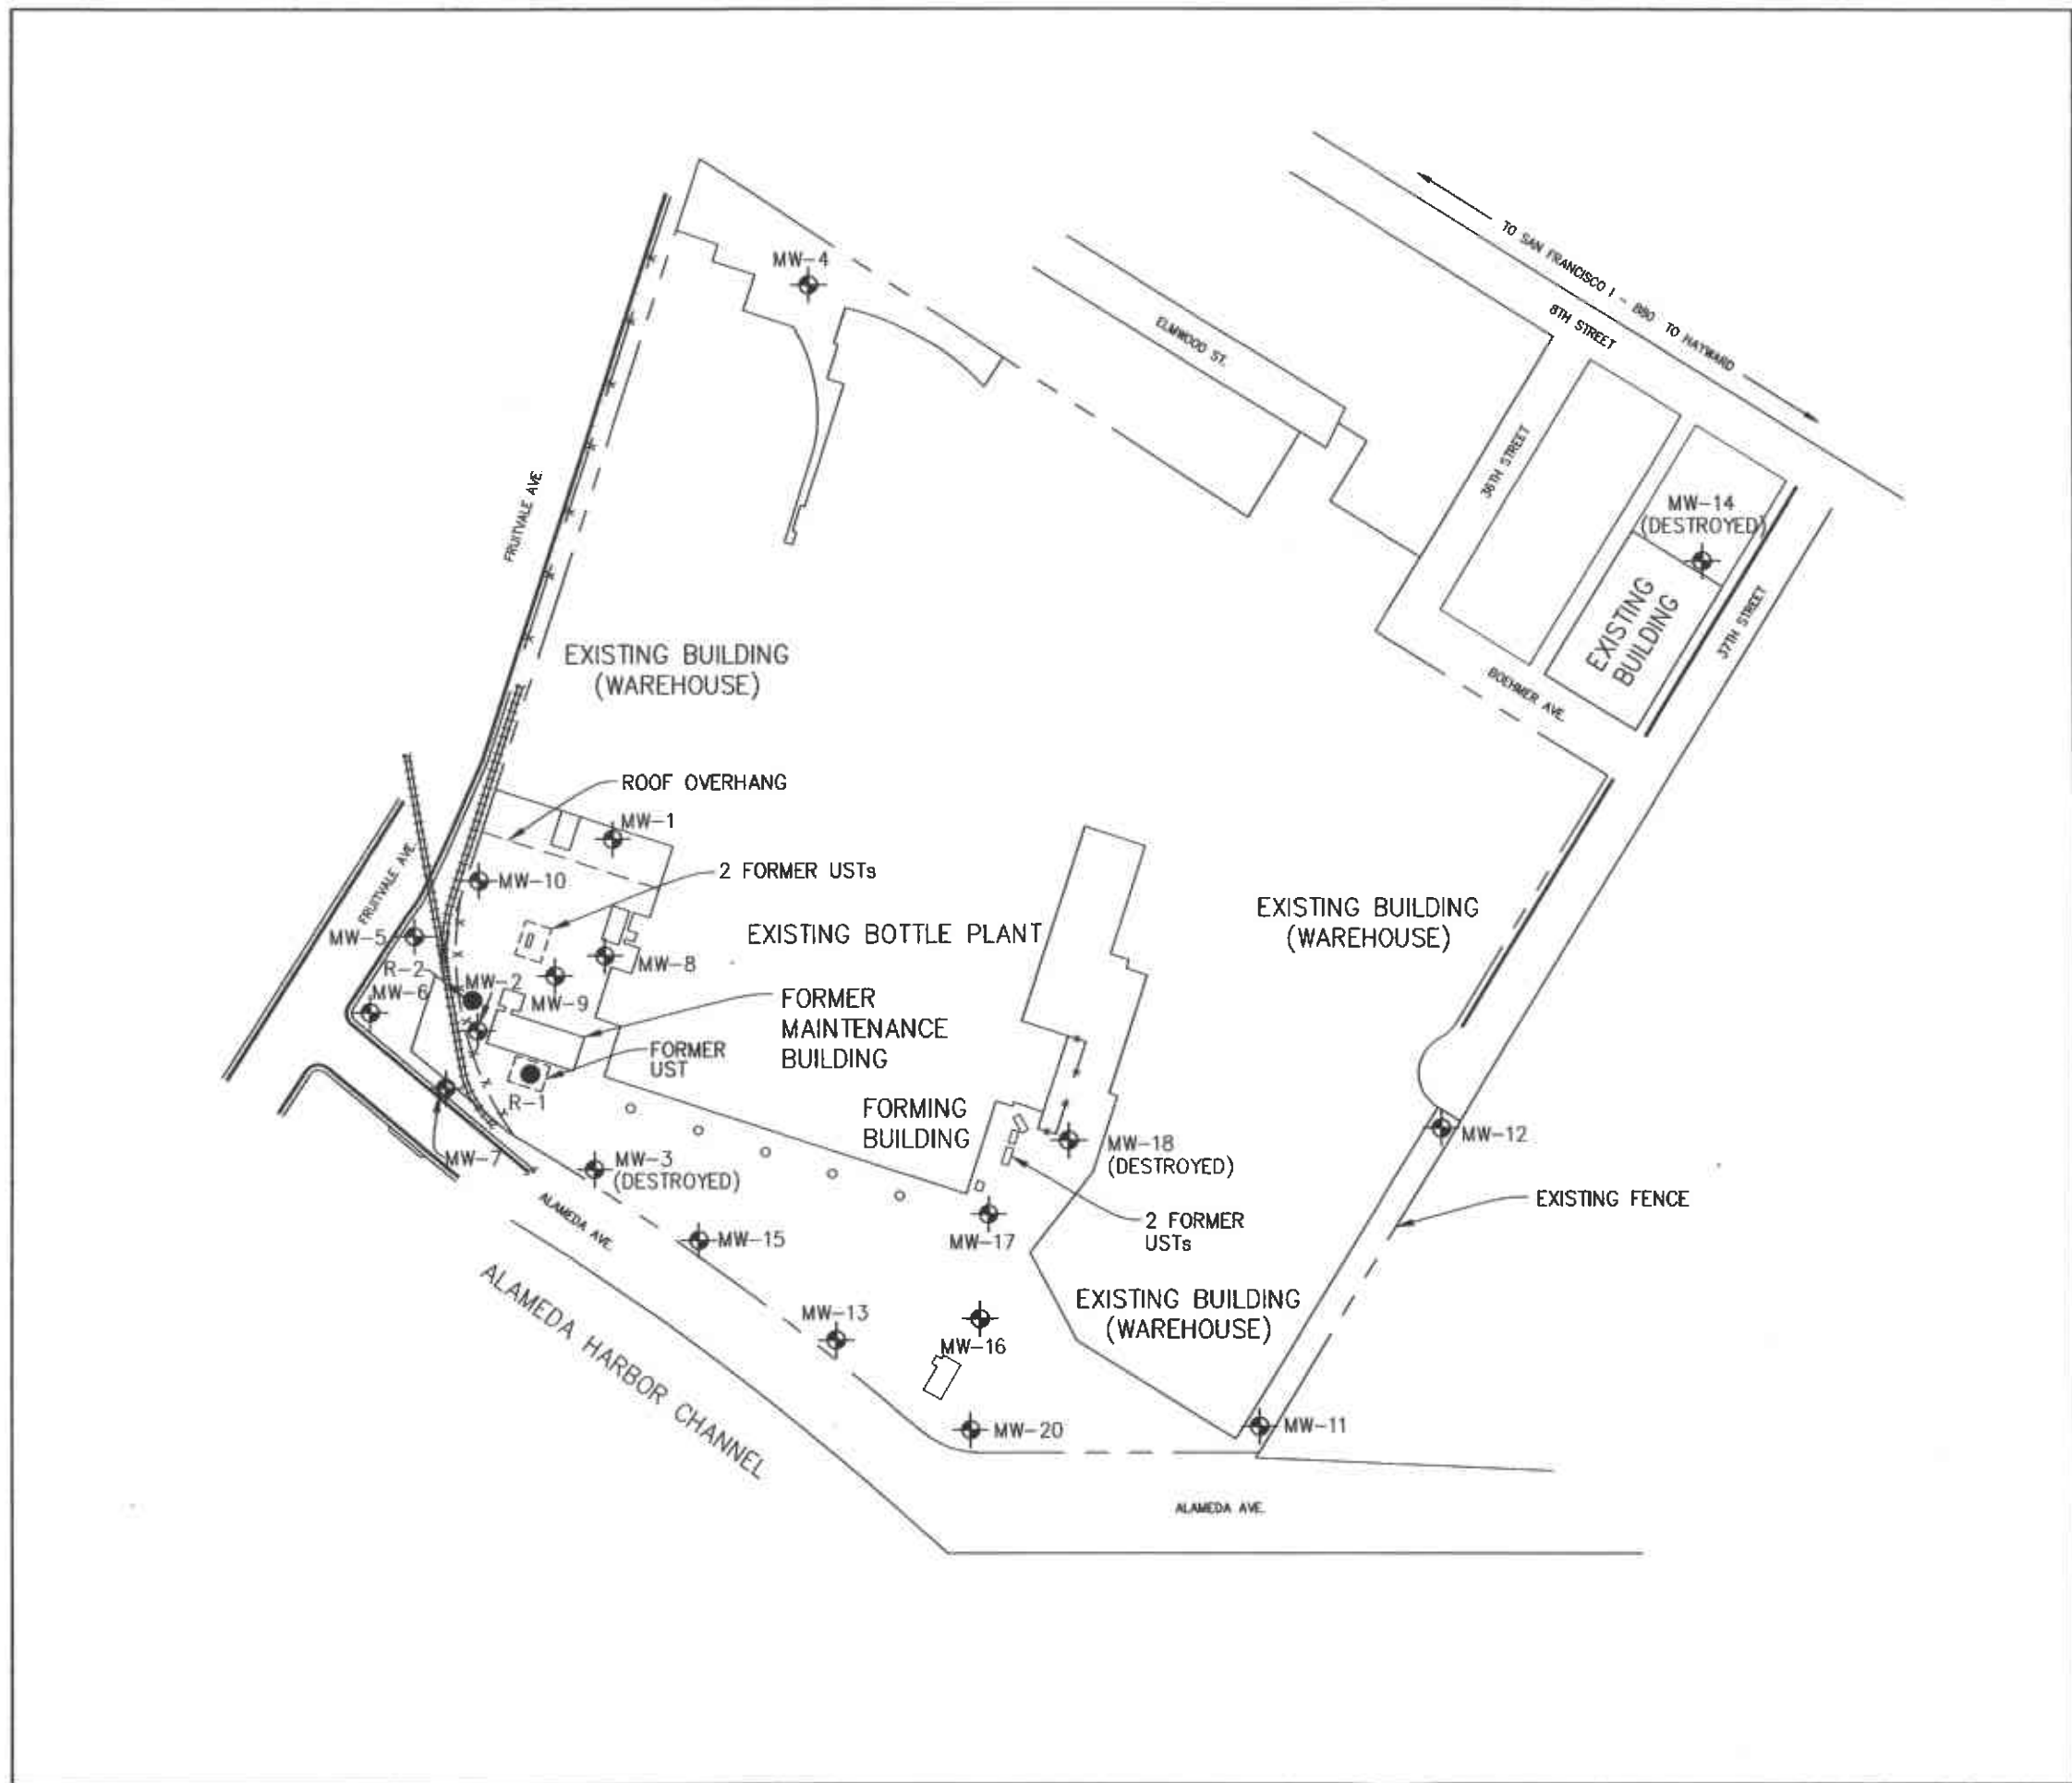 MW-4
TO SAN FRANCISCO I - 880 TO HAYWARD
8TH STREET
ELMWOOD ST.
36TH STREET
MW-14
(DESTROYED)
EXISTING
BUILDING
37TH STREET
BOEHMER AVE.
FRUITVALE AVE.
EXISTING BUILDING
(WAREHOUSE)
ROOF OVERHANG
MW-1
2 FORMER USTs
MW-10
FRUITVALE AVE.
MW-5
EXISTING BOTTLE PLANT
EXISTING BUILDING
(WAREHOUSE)
MW-8
R-2
MW-2
MW-6
MW-9
FORMER
MAINTENANCE
BUILDING
FORMER
UST
R-1
FORMING
BUILDING
MW-7
MW-3
(DESTROYED)
MW-18
(DESTROYED)
MW-12
EXISTING FENCE
ALAMEDA AVE.
MW-15
MW-17
2 FORMER
USTs
ALAMEDA HARBOR CHANNEL
MW-13
MW-16
EXISTING BUILDING
(WAREHOUSE)
MW-20
MW-11
ALAMEDA AVE.